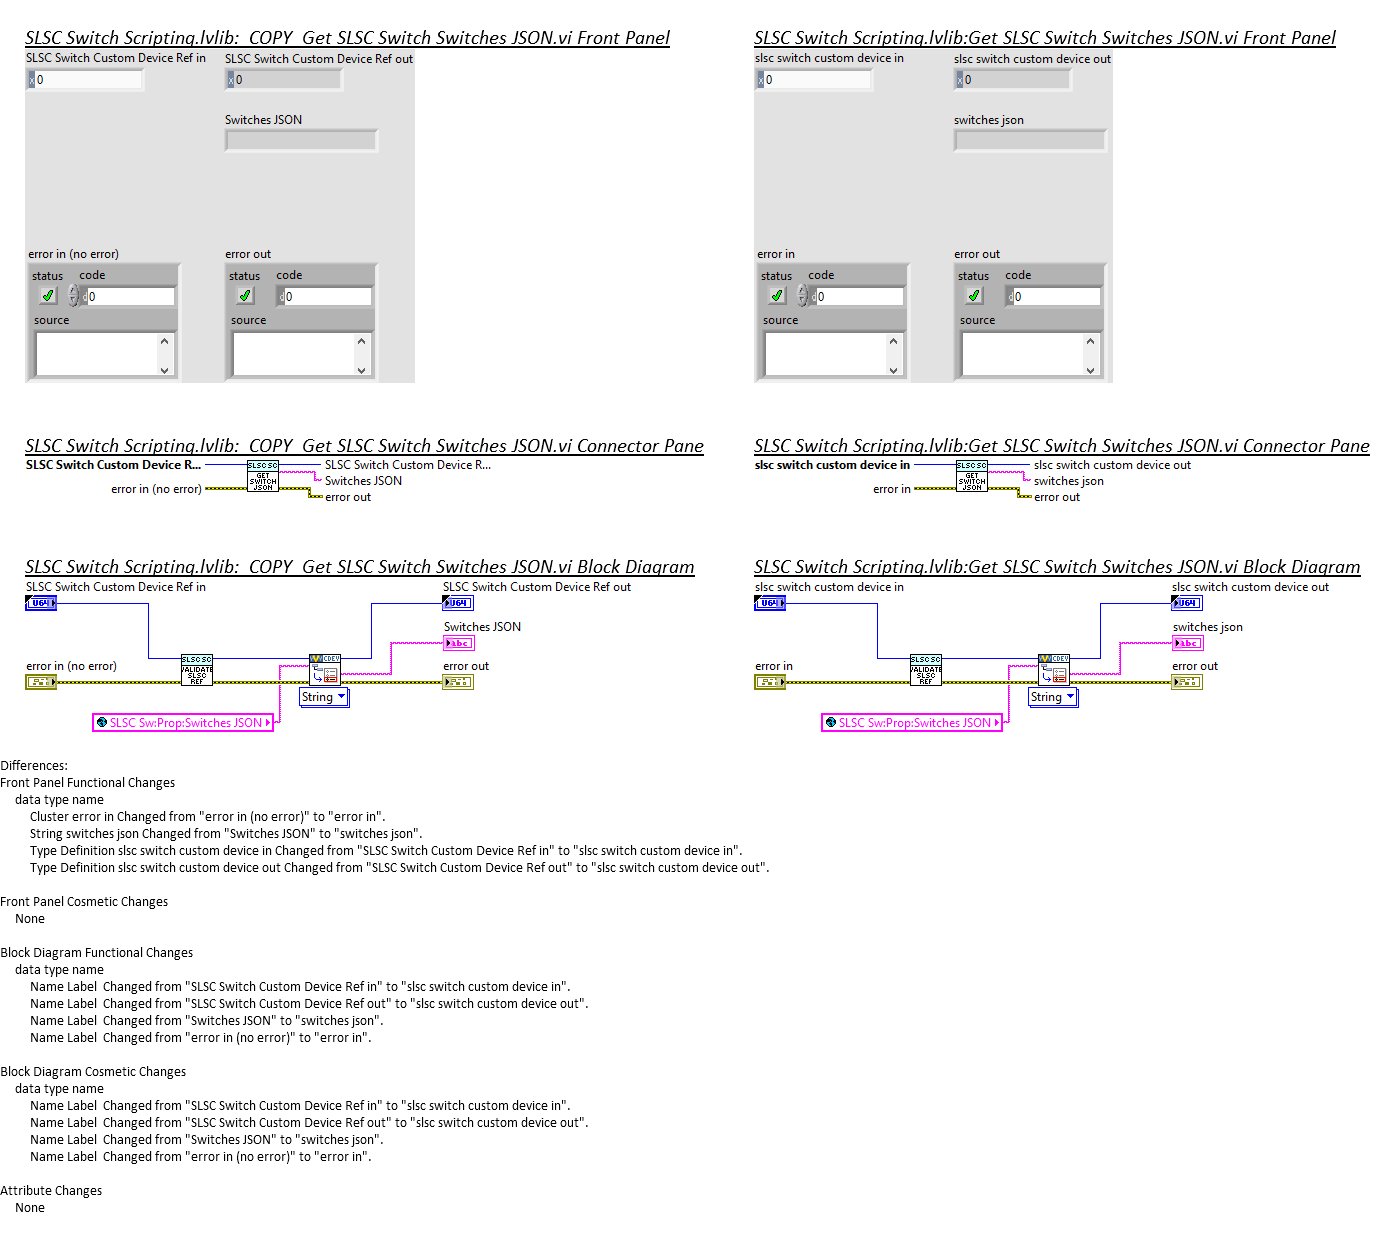 SLSC Switch Scripting.lvlib:  COPY  Get SLSC Switch Switches JSON.vi Front Panel
SLSC Switch Custom Device Ref in
SLSC Switch Custom Device Ref out
x 0
x 0
Switches JSON
error in (no error)
error out
status
code
status
code
d 0
d 0
source
source
SLSC Switch Scripting.lvlib:Get SLSC Switch Switches JSON.vi Front Panel
slsc switch custom device in
slsc switch custom device out
x 0
x 0
switches json
error in
error out
status
code
status
code
d 0
d 0
source
source
SLSC Switch Scripting.lvlib:  COPY  Get SLSC Switch Switches JSON.vi Connector Pane
SLSC Switch Custom Device R...
SLSC SC
GET
SWITCH
JSON
SLSC Switch Custom Device R...
Switches JSON
error in (no error)
error out
SLSC Switch Scripting.lvlib:Get SLSC Switch Switches JSON.vi Connector Pane
slsc switch custom device in
SLSC SC
GET
SWITCH
JSON
slsc switch custom device out
switches json
error in
error out
SLSC Switch Scripting.lvlib:  COPY  Get SLSC Switch Switches JSON.vi Block Diagram
SLSC Switch Custom Device Ref in
SLSC Switch Custom Device Ref out
U64
U64
Switches JSON
abc
error in (no error)
error out
SLSC SC
VALIDATE
SLSC
REF
CDEV
String
SLSC Sw:Prop:Switches JSON
SLSC Switch Scripting.lvlib:Get SLSC Switch Switches JSON.vi Block Diagram
slsc switch custom device in
slsc switch custom device out
U64
U64
switches json
abc
error in
error out
SLSC SC
VALIDATE
SLSC
REF
CDEV
String
SLSC Sw:Prop:Switches JSON
Differences:
Front Panel Functional Changes
data type name
Cluster error in Changed from "error in (no error)" to "error in".
String switches json Changed from "Switches JSON" to "switches json".
Type Definition slsc switch custom device in Changed from "SLSC Switch Custom Device Ref in" to "slsc switch custom device in".
Type Definition slsc switch custom device out Changed from "SLSC Switch Custom Device Ref out" to "slsc switch custom device out".
Front Panel Cosmetic Changes
None
Block Diagram Functional Changes
data type name
Name Label  Changed from "SLSC Switch Custom Device Ref in" to "slsc switch custom device in".
Name Label  Changed from "SLSC Switch Custom Device Ref out" to "slsc switch custom device out".
Name Label  Changed from "Switches JSON" to "switches json".
Name Label  Changed from "error in (no error)" to "error in".
Block Diagram Cosmetic Changes
data type name
Name Label  Changed from "SLSC Switch Custom Device Ref in" to "slsc switch custom device in".
Name Label  Changed from "SLSC Switch Custom Device Ref out" to "slsc switch custom device out".
Name Label  Changed from "Switches JSON" to "switches json".
Name Label  Changed from "error in (no error)" to "error in".
Attribute Changes
None